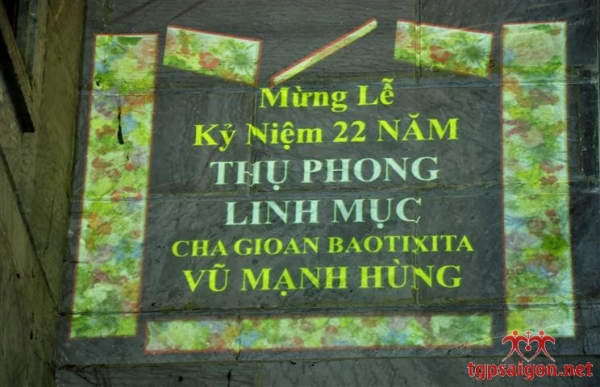 Mừng Lễ
Kỷ Niệm 22 NĂM
THỤ PHONG
LINH MỤC
CHA GIOAN BAOTIXITA
VŨ MẠNH HÙNG
tgpsaigon.net